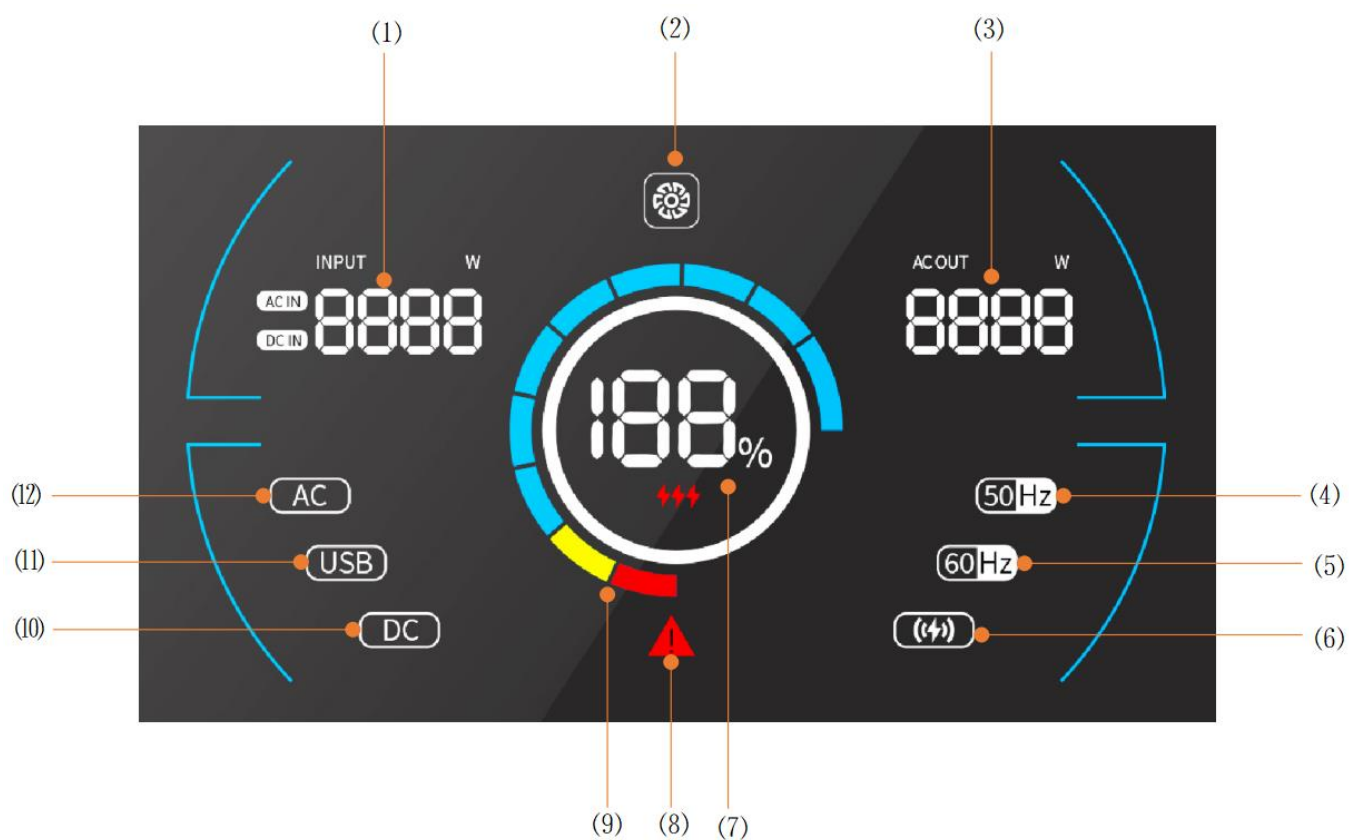 (1)
(2)
(3)
INPUT W
AC OUT W
AC IN
8888
8888
DC IN
188%
(12)
AC
50Hz
(4)
(11)
USB
60Hz
(5)
(10)
DC
(6)
(9)
(8)
(7)